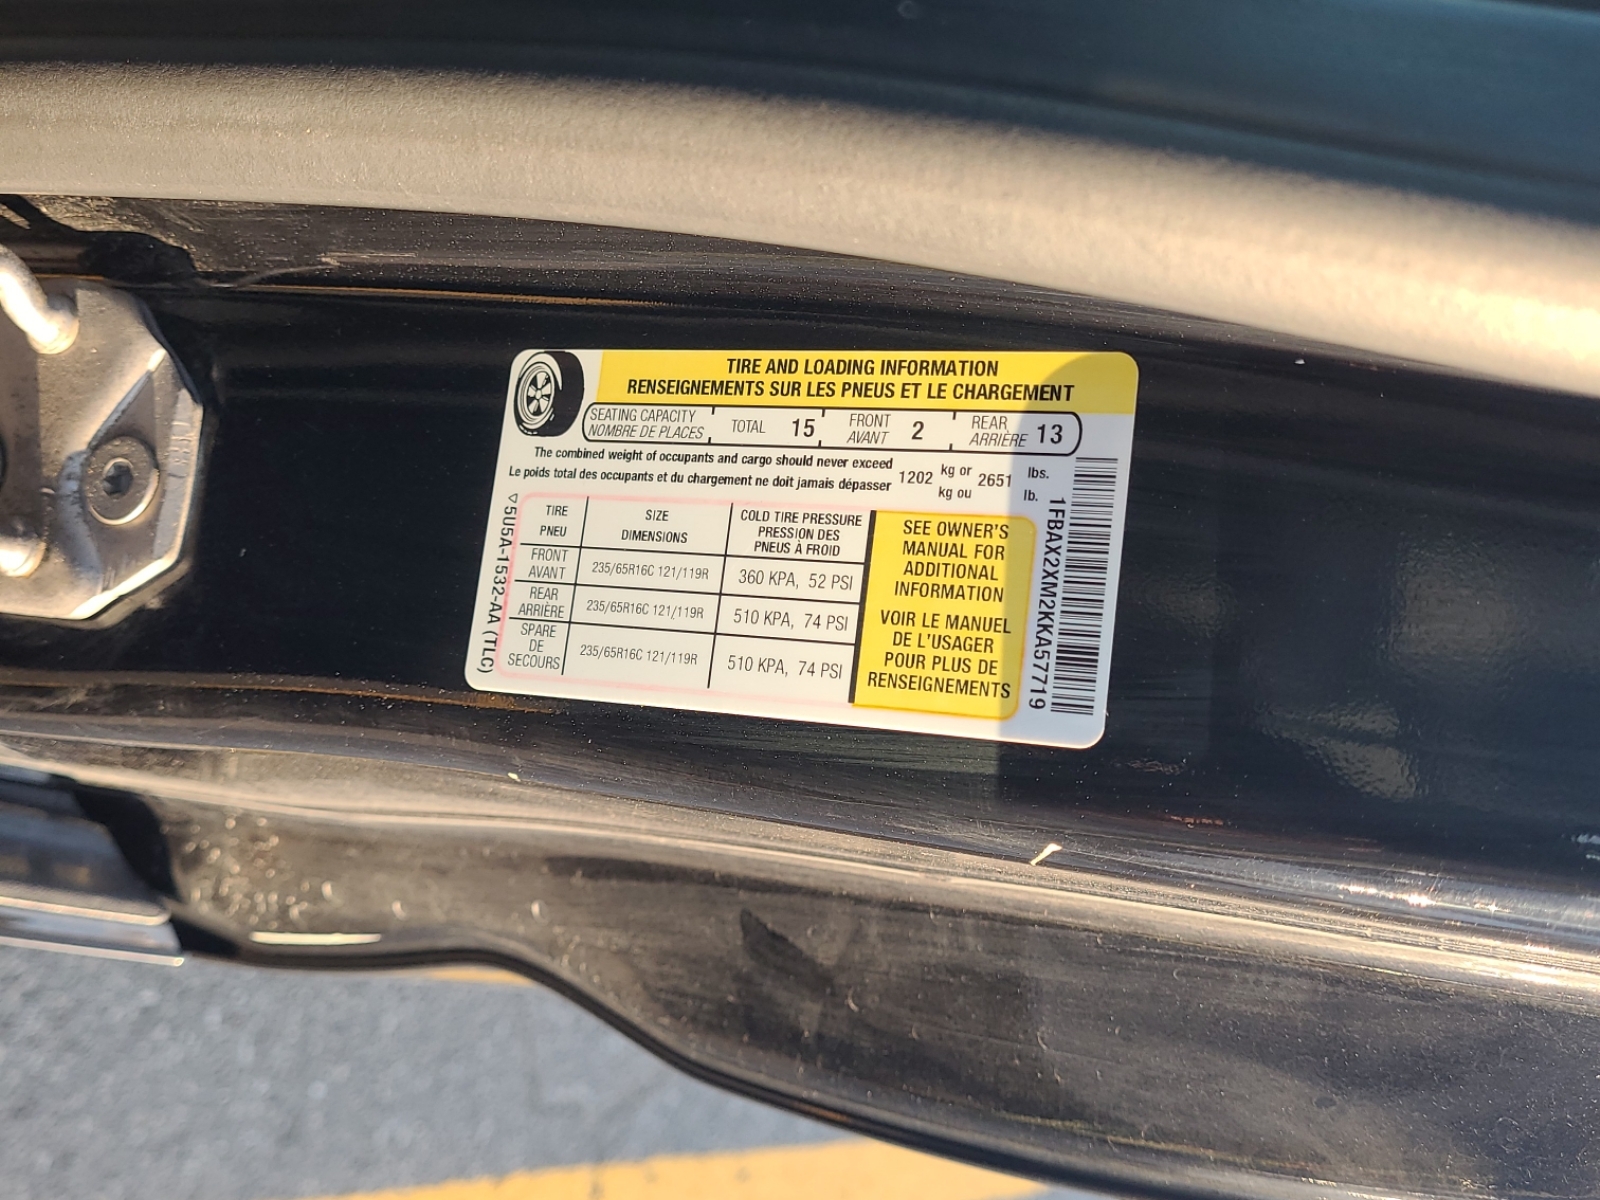 TIRE AND LOADING INFORMATION
RENSEIGNEMENTS SUR LES PNEUS ET LE CHARGEMENT
SEATING CAPACITY TOTAL 15 FRONT 2 REAR 13
NOMBRE DE PLACES AVANT ARRIÈRE
The combined weight of occupants and cargo should never exceed 1202 kg or 2651 lbs.
Le poids total des occupants et du chargement ne doit jamais dépasser kg ou lb.
TIRE SIZE COLD TIRE PRESSURE
PNEU DIMENSIONS PRESSION DES
PNEUS À FROID
FRONT
AVANT 235/65R16C 121/119R 360 KPA, 52 PSI
REAR
ARRIÈRE 235/65R16C 121/119R 510 KPA, 74 PSI
SPARE
DE
SECOURS 235/65R16C 121/119R 510 KPA, 74 PSI
SEE OWNER'S
MANUAL FOR
ADDITIONAL
INFORMATION
VOIR LE MANUEL
DE L'USAGER
POUR PLUS DE
RENSEIGNEMENTS
5U5A-1532-AA (TLC)
1FBAX2XM2KKA57719